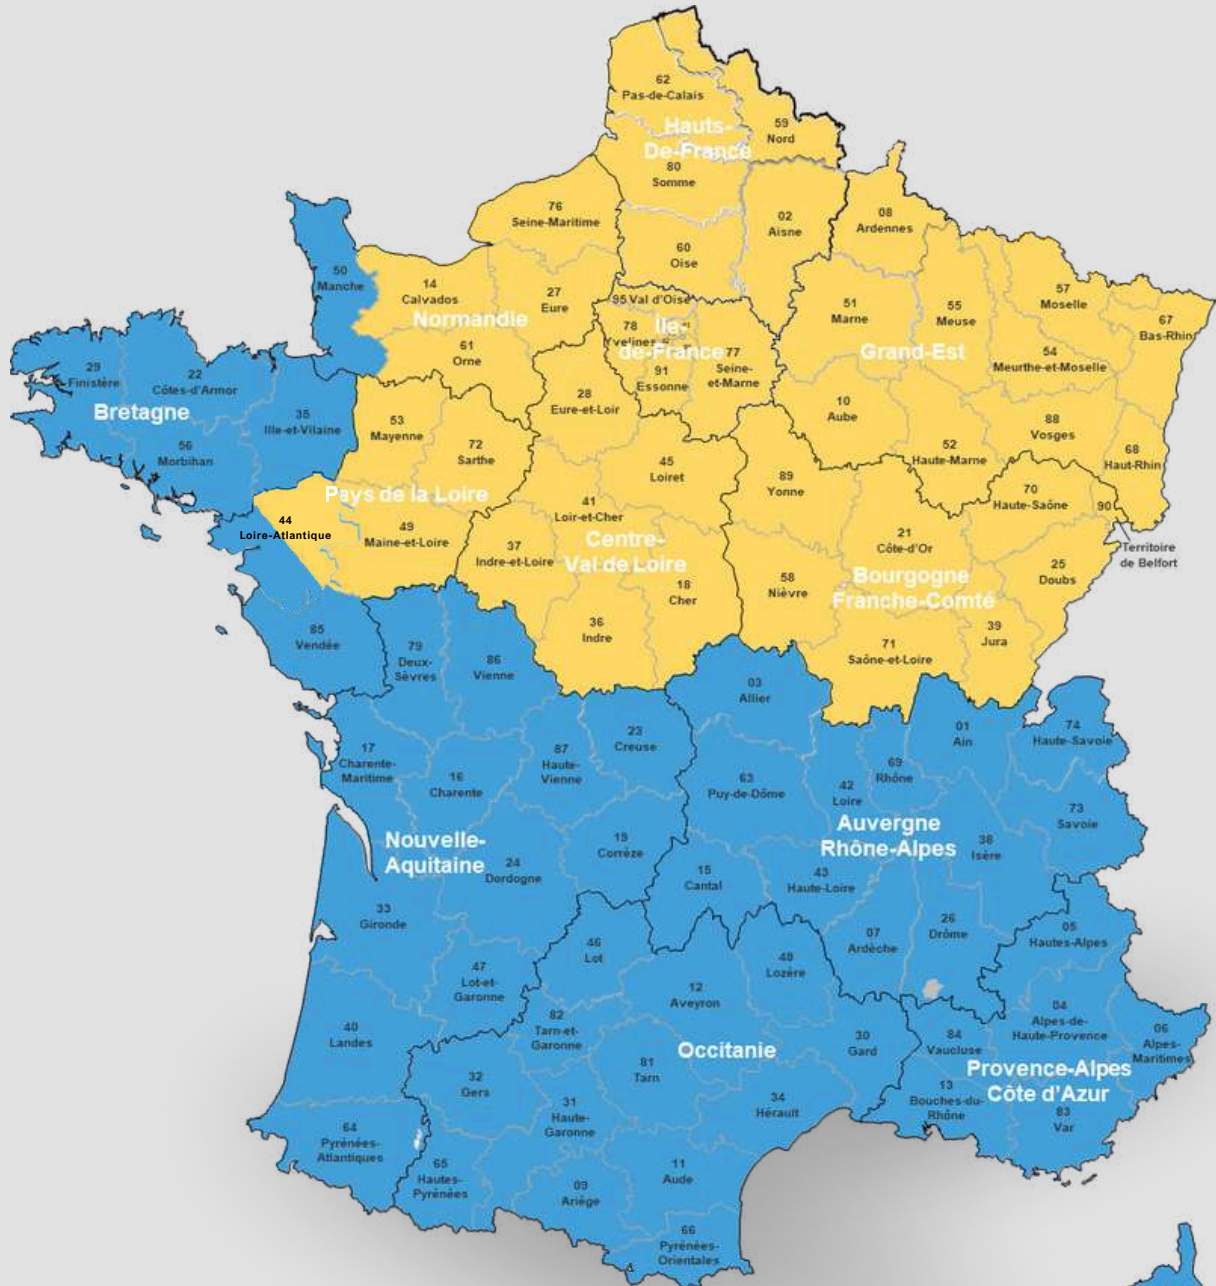 62
Pas-de-Calais
59
Nord
Hauts-
De-France
80
Somme
76
Seine-Maritime
02
Aisne
08
Ardennes
60
Oise
50
Manche
14
Calvados
27
Eure
Normandie
61
Orne
95 Val d'Oise
78
Yvelines
Île-
de-France
91
Essonne
77
Seine-
et-Marne
51
Marne
55
Meuse
57
Moselle
67
Bas-Rhin
Grand-Est
54
Meurthe-et-Moselle
10
Aube
52
Haute-Marne
88
Vosges
68
Haut-Rhin
29
Finistère
22
Côtes-d'Armor
Bretagne
35
Ille-et-Vilaine
56
Morbihan
53
Mayenne
72
Sarthe
28
Eure-et-Loir
45
Loiret
89
Yonne
70
Haute-Saône
90
Territoire
de Belfort
Pays de la Loire
44
Loire-Atlantique
49
Maine-et-Loire
41
Loir-et-Cher
37
Indre-et-Loire
Centre-
Val de Loire
18
Cher
36
Indre
58
Nièvre
21
Côte-d'Or
Bourgogne
Franche-Comté
25
Doubs
39
Jura
71
Saône-et-Loire
85
Vendée
79
Deux-
Sèvres
86
Vienne
03
Allier
01
Ain
74
Haute-Savoie
17
Charente-
Maritime
16
Charente
87
Haute-
Vienne
23
Creuse
63
Puy-de-Dôme
42
Loire
69
Rhône
73
Savoie
Auvergne
Rhône-Alpes
38
Isère
Nouvelle-
Aquitaine
19
Corrèze
24
Dordogne
15
Cantal
43
Haute-Loire
33
Gironde
07
Ardèche
26
Drôme
05
Hautes-Alpes
46
Lot
47
Lot-et-
Garonne
48
Lozère
12
Aveyron
40
Landes
82
Tarn-et-
Garonne
81
Tarn
Occitanie
30
Gard
84
Vaucluse
04
Alpes-de-
Haute-Provence
06
Alpes-
Maritimes
Provence-Alpes
Côte d'Azur
13
Bouches-du-
Rhône
83
Var
32
Gers
31
Haute-
Garonne
34
Hérault
64
Pyrénées-
Atlantiques
65
Hautes-
Pyrénées
09
Ariège
11
Aude
66
Pyrénées-
Orientales